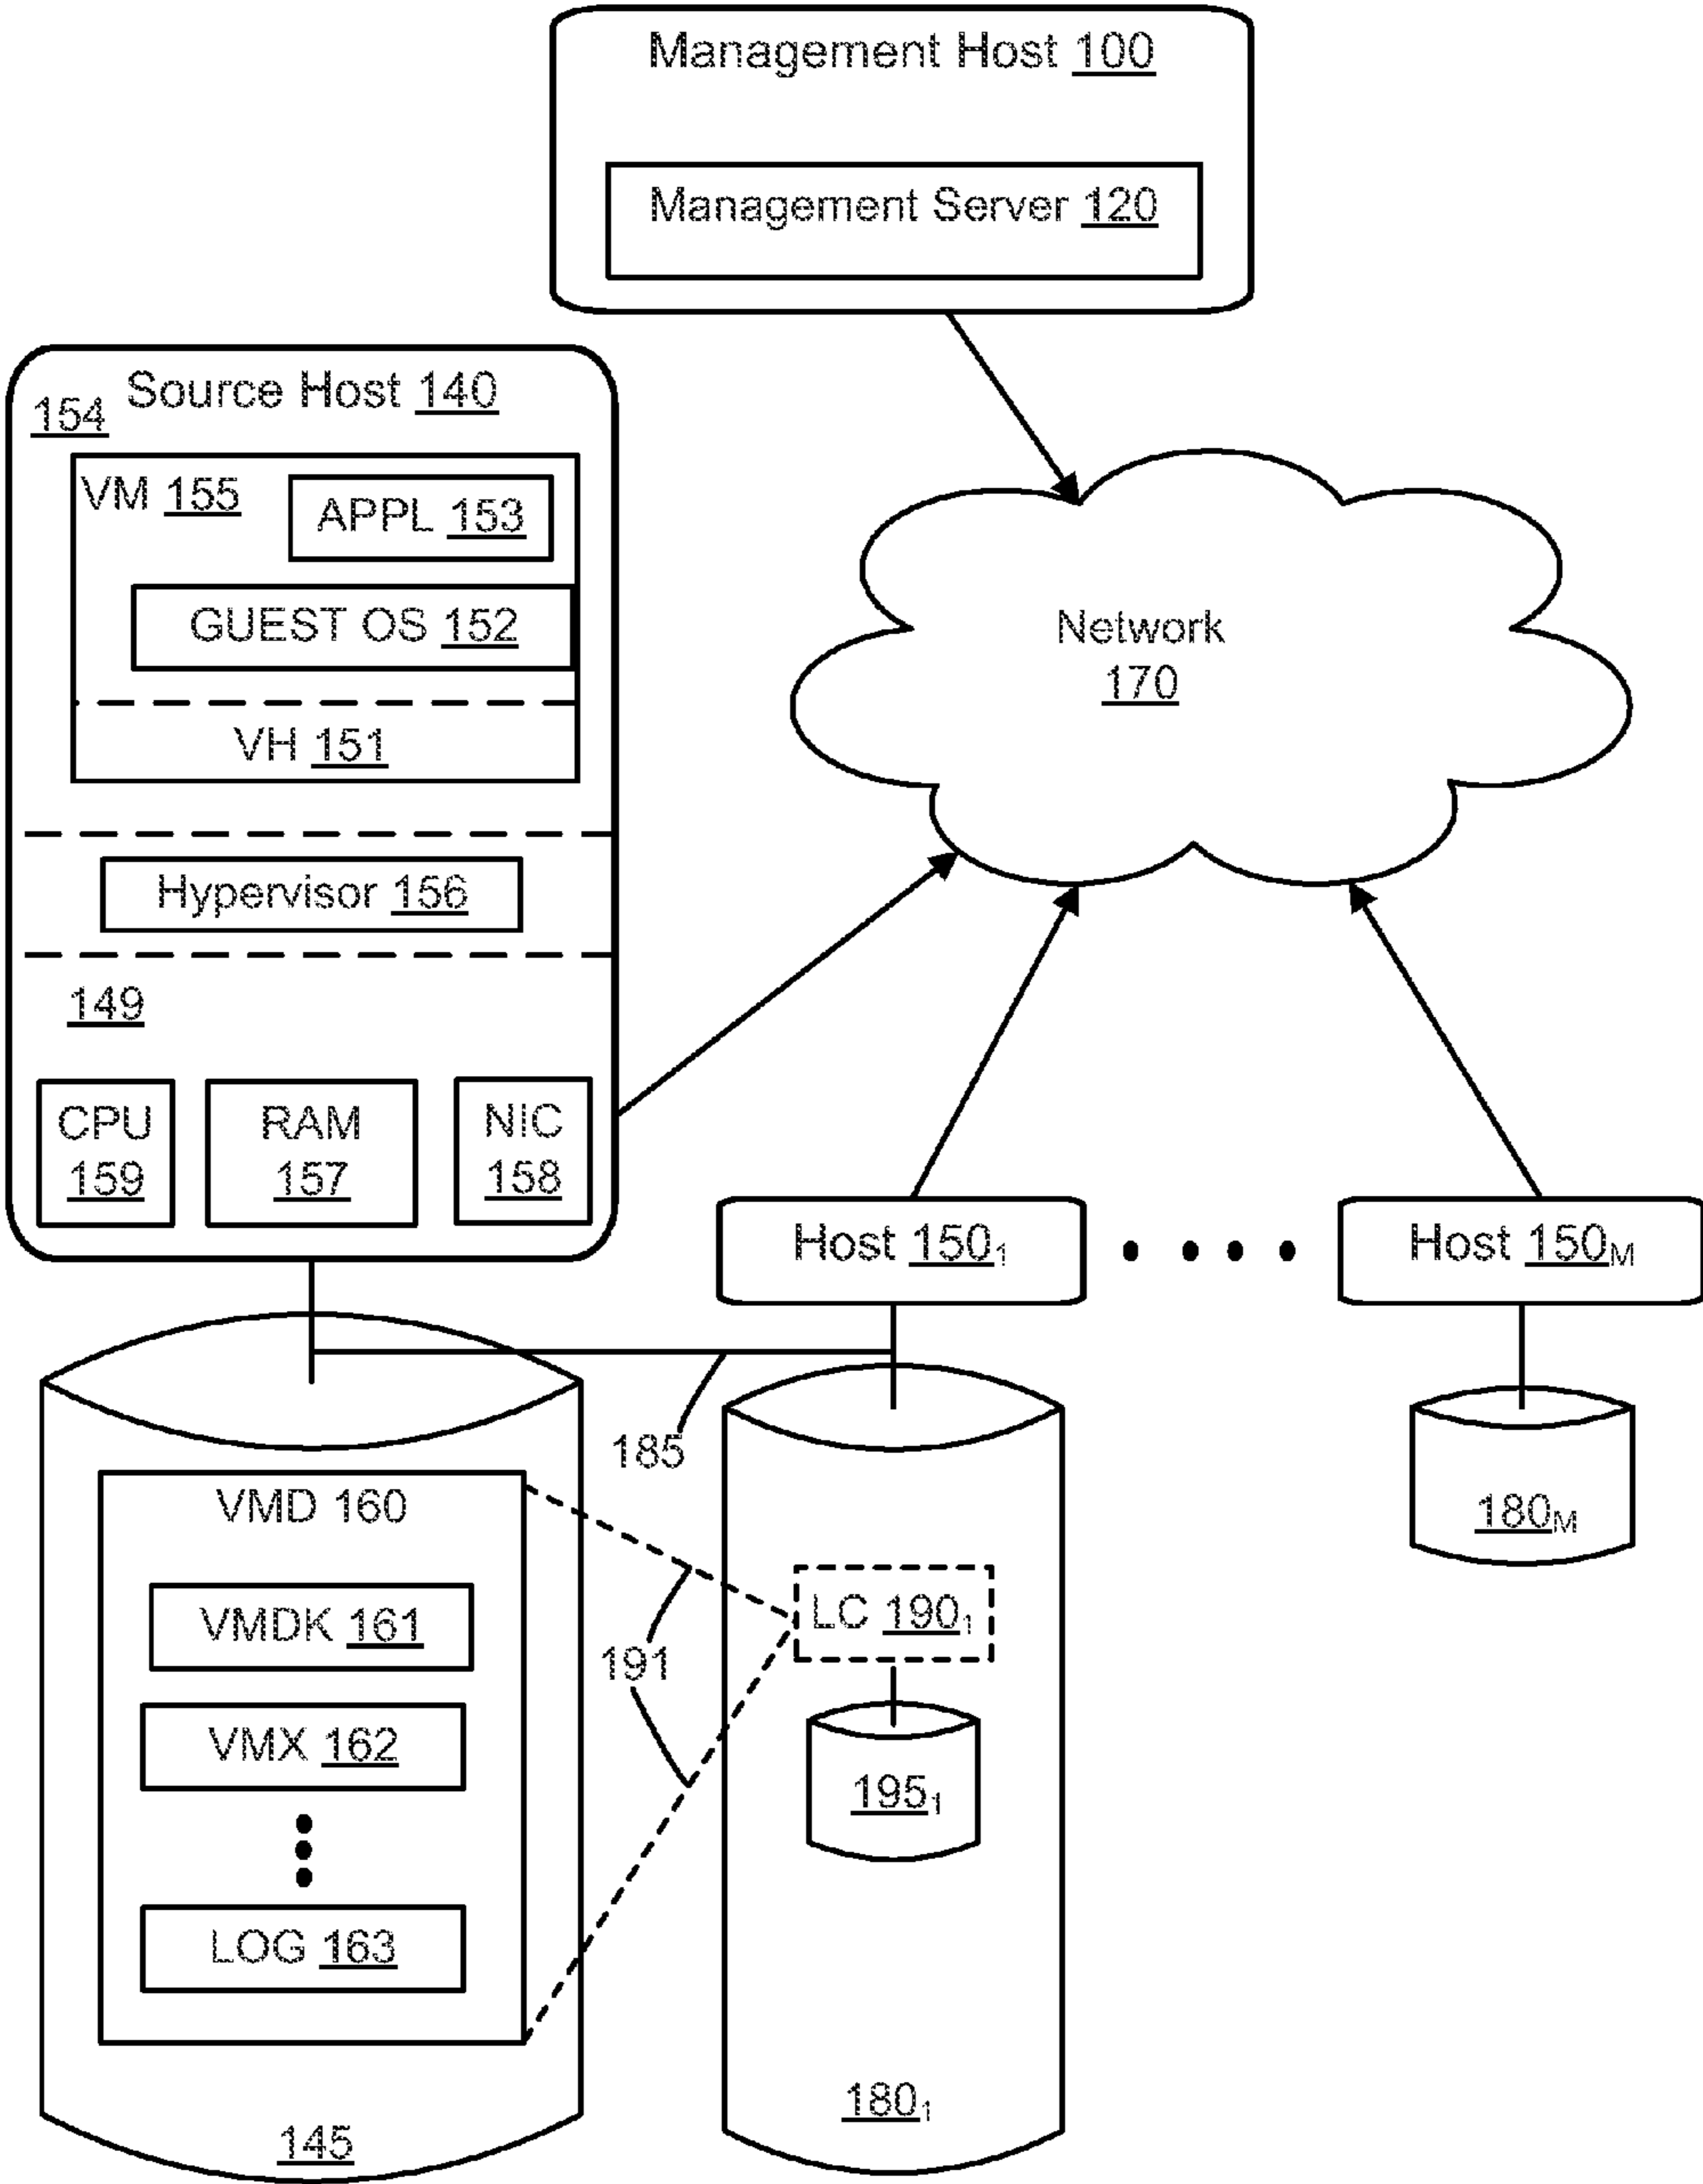 Management Host 100
Management Server 120
Source Host 140
154
VM 155
APPL 153
GUEST OS 152
VH 151
Hypervisor 156
149
CPU
159
RAM
157
NIC
158
Network
170
Host 150₁
Host 150M
185
VMD 160
VMDK 161
VMX 162
LOG 163
145
191
LC 190₁
195₁
180₁
180M